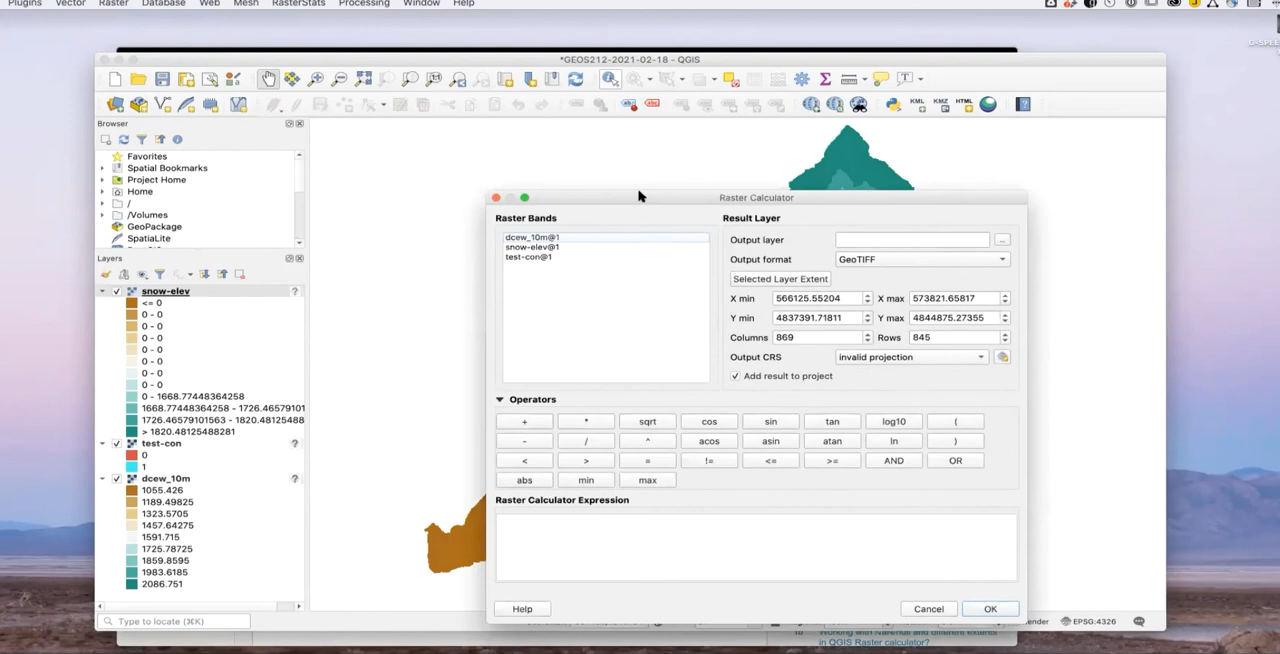 Plugins Vector Raster Database Web Mesh RasterStats Processing Window Help
*GEOS212-2021-02-18 - QGIS
KML KMZ HTML
Browser
Favorites
Spatial Bookmarks
Project Home
Home
/
/Volumes
GeoPackage
SpatiaLite
Layers
snow-elev ?
<= 0
0 - 0
0 - 0
0 - 0
0 - 0
0 - 0
0 - 0
0 - 0
0 - 1668.77448364258
1668.77448364258 - 1726.46579101
1726.46579101563 - 1820.48125488
> 1820.48125488281
test-con ?
0
1
dcew_10m ?
1055.426
1189.49825
1323.5705
1457.64275
1591.715
1725.78725
1859.8595
1983.6185
2086.751
Type to locate (⌘K)
Raster Calculator
Raster Bands
dcew_10m@1
snow-elev@1
test-con@1
Result Layer
Output layer ...
Output format GeoTIFF
Selected Layer Extent
X min 566125.55204 X max 573821.65817
Y min 4837391.71811 Y max 4844875.27355
Columns 869 Rows 845
Output CRS invalid projection
Add result to project
Operators
+ * sqrt cos sin tan log10 (
- / ^ acos asin atan ln )
< > = != <= >= AND OR
abs min max
Raster Calculator Expression
Help Cancel OK
ender EPSG:4326
in QGIS Raster calculator?